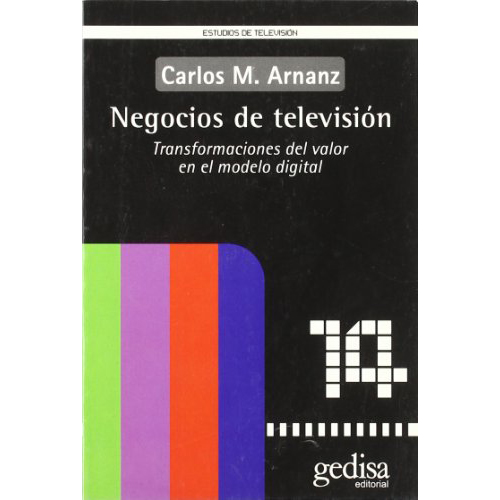 ESTUDIOS DE TELEVISIÓN
Carlos M. Arnanz
Negocios de televisión
Transformaciones del valor
en el modelo digital
14
gedisa
editorial